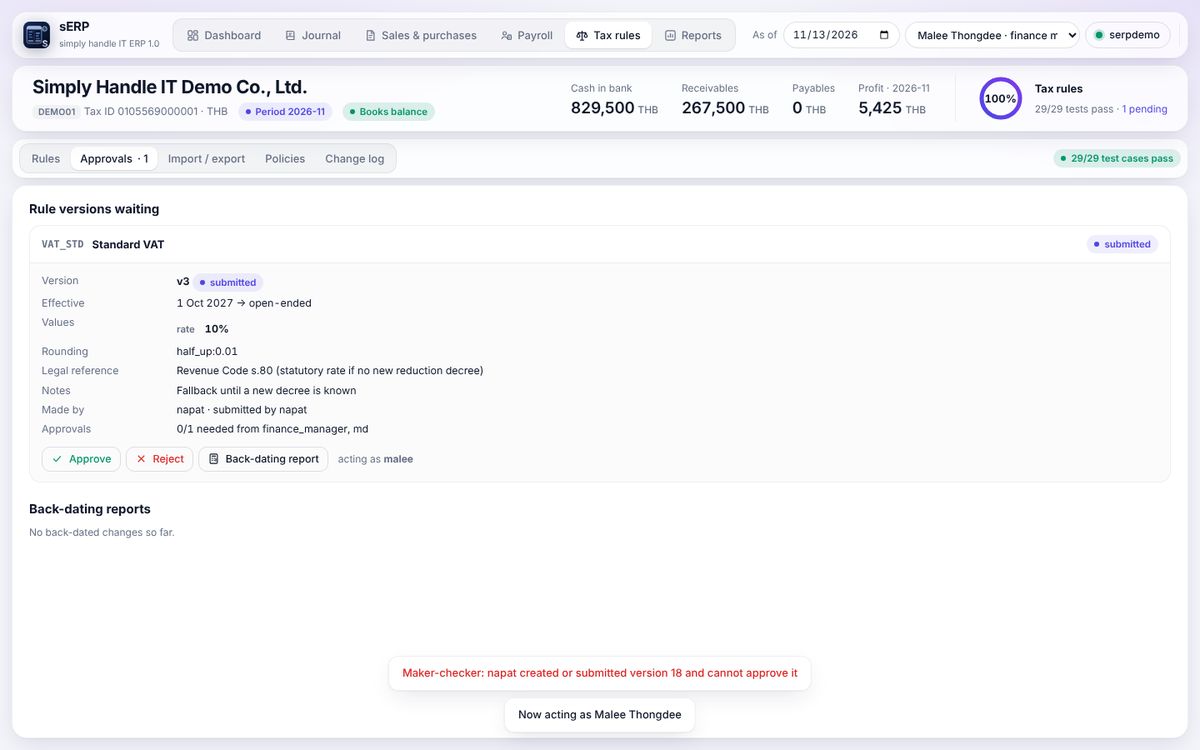 sERP
simply handle IT ERP 1.0
Dashboard
Journal
Sales & purchases
Payroll
Tax rules
Reports
As of
11/13/2026
Malee Thongdee · finance m
serpdemo
Simply Handle IT Demo Co., Ltd.
DEMO01 Tax ID 0105569000001 · THB
Period 2026-11
Books balance
Cash in bank
829,500 THB
Receivables
267,500 THB
Payables
0 THB
Profit · 2026-11
5,425 THB
100%
Tax rules
29/29 tests pass · 1 pending
Rules
Approvals · 1
Import / export
Policies
Change log
29/29 test cases pass
Rule versions waiting
VAT_STD Standard VAT
submitted
Version v3 submitted
Effective 1 Oct 2027 → open-ended
Values rate 10%
Rounding half_up:0.01
Legal reference Revenue Code s.80 (statutory rate if no new reduction decree)
Notes Fallback until a new decree is known
Made by napat · submitted by napat
Approvals 0/1 needed from finance_manager, md
Approve
Reject
Back-dating report
acting as malee
Back-dating reports
No back-dated changes so far.
Maker-checker: napat created or submitted version 18 and cannot approve it
Now acting as Malee Thongdee